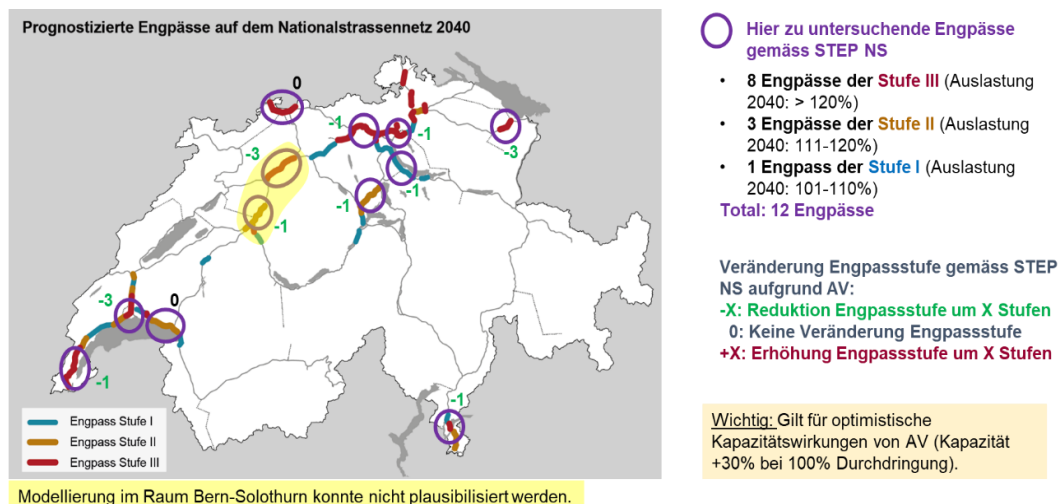 Prognostizierte Engpässe auf dem Nationalstrassennetz 2040
0
-1
-1
-3
-3
-1
-1
-1
-3
0
-1
-1
Engpass Stufe I
Engpass Stufe II
Engpass Stufe III
Modellierung im Raum Bern-Solothurn konnte nicht plausibilisiert werden.
Hier zu untersuchende Engpässe
gemäss STEP NS
• 8 Engpässe der Stufe III (Auslastung
2040: > 120%)
• 3 Engpässe der Stufe II (Auslastung
2040: 111-120%)
• 1 Engpass der Stufe I (Auslastung
2040: 101-110%)
Total: 12 Engpässe
Veränderung Engpassstufe gemäss STEP
NS aufgrund AV:
-X: Reduktion Engpassstufe um X Stufen
0: Keine Veränderung Engpassstufe
+X: Erhöhung Engpassstufe um X Stufen
Wichtig: Gilt für optimistische
Kapazitätswirkungen von AV (Kapazität
+30% bei 100% Durchdringung).